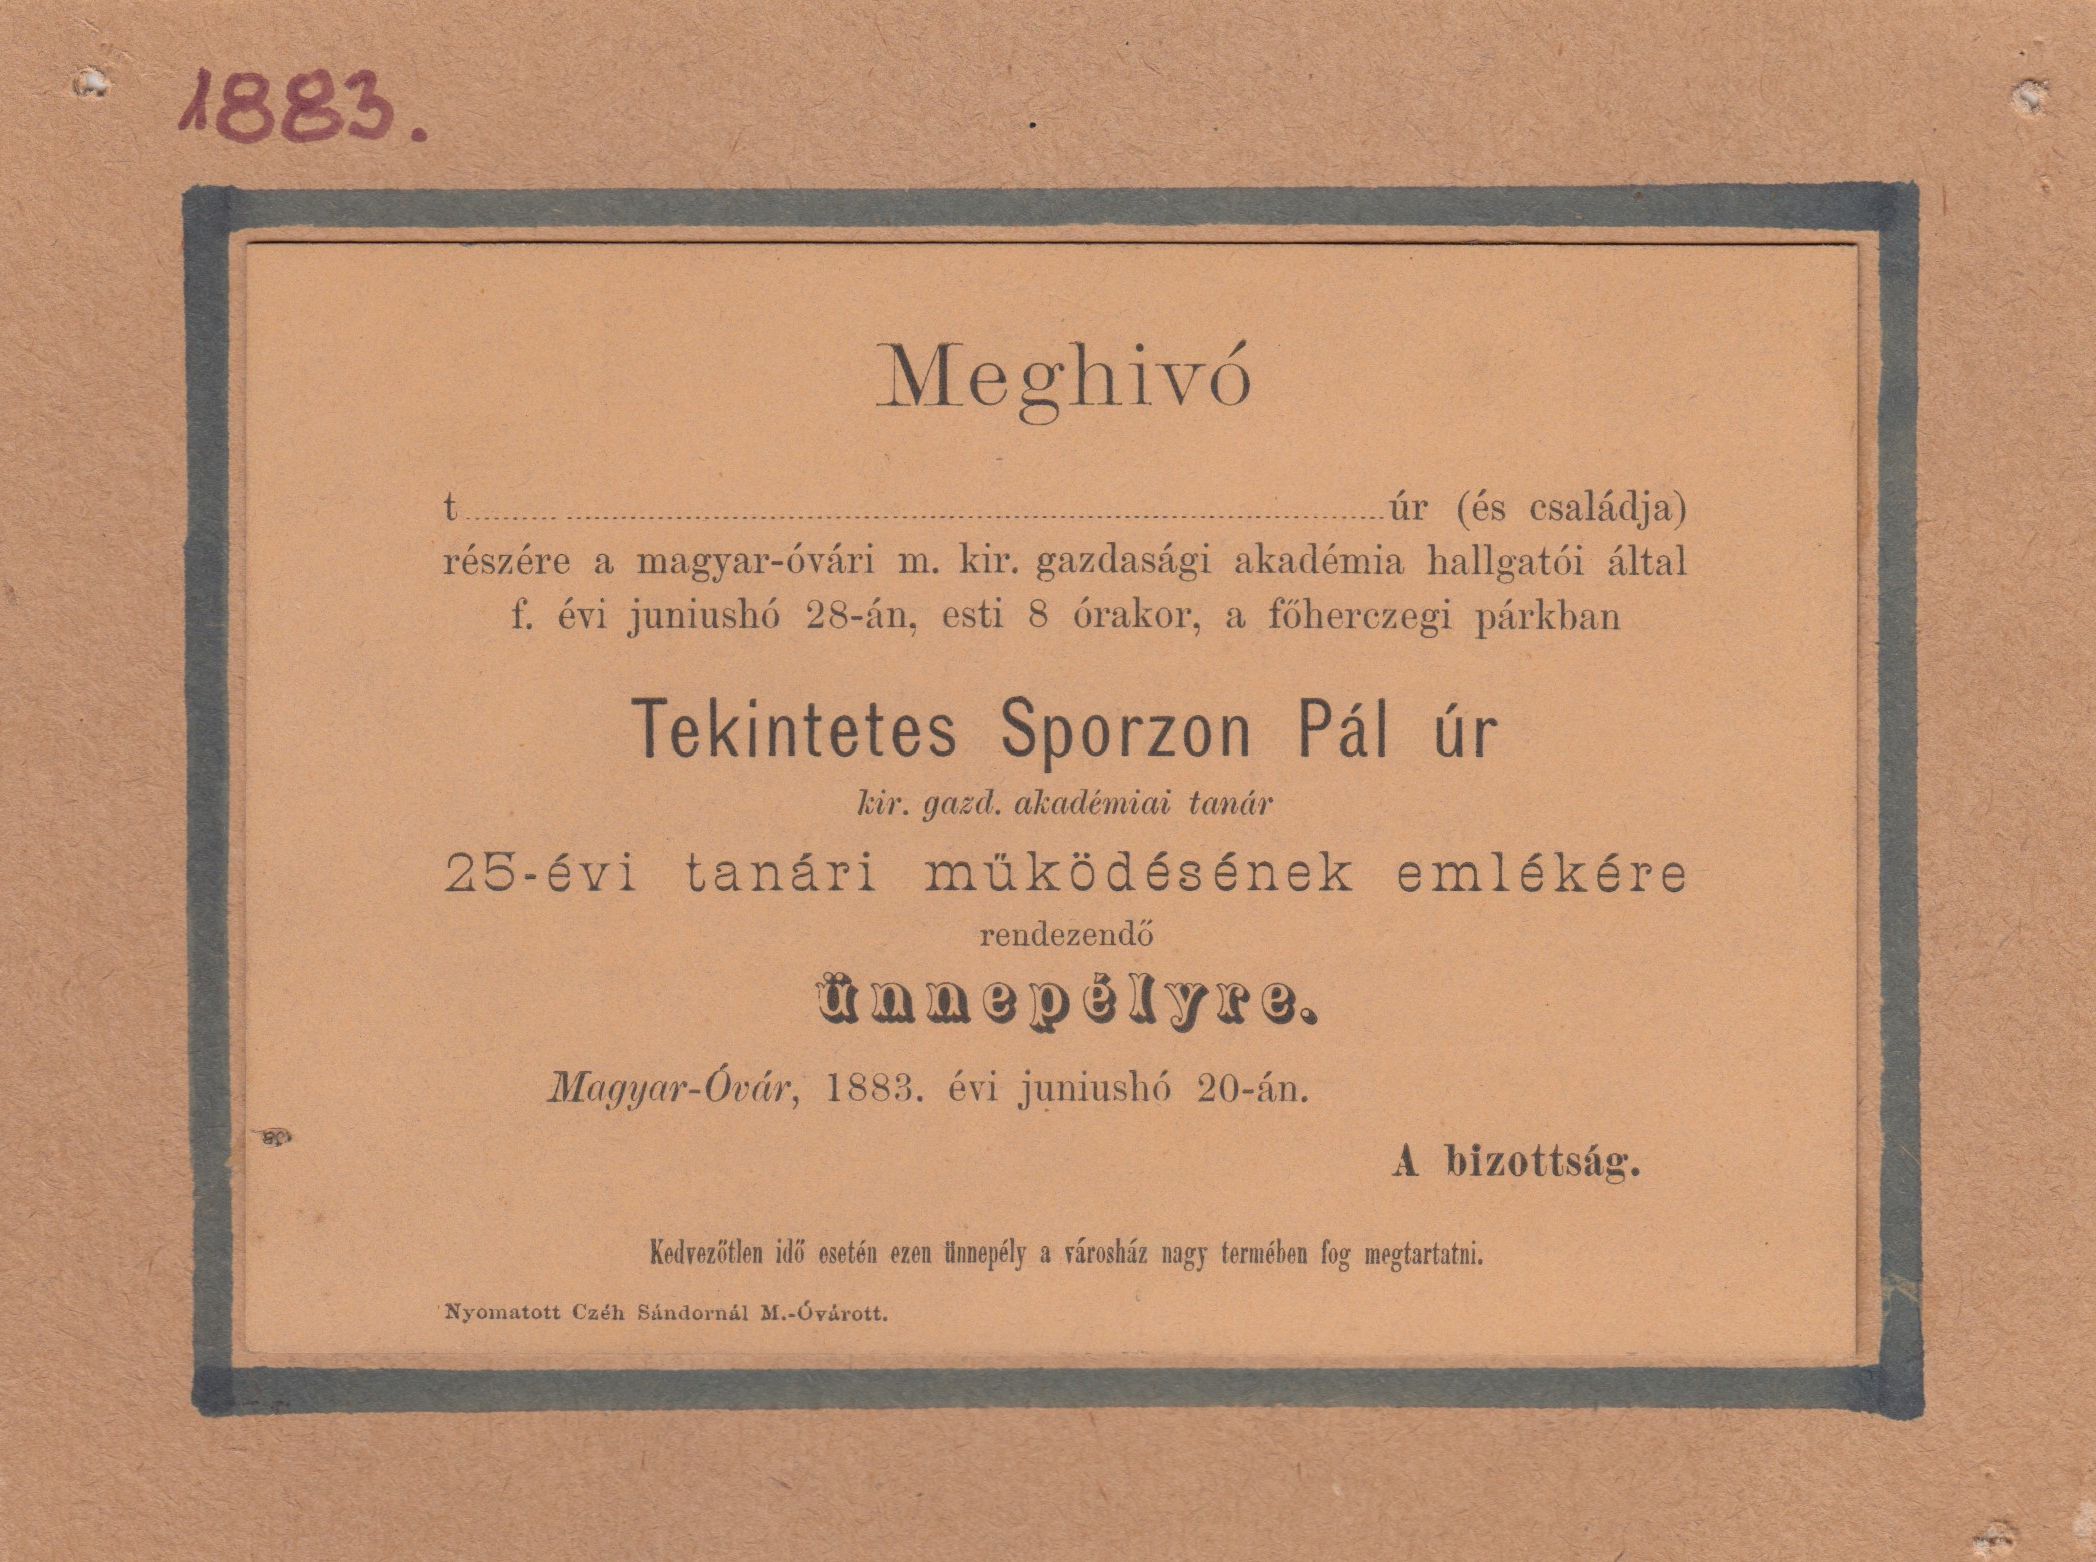 1883.
Meghivó
t........................................úr (és családja)
részére a magyar-óvári m. kir. gazdasági akadémia hallgatói által
f. évi juniushó 28-án, esti 8 órakor, a főherczegi párkban
Tekintetes Sporzon Pál úr
kir. gazd. akadémiai tanár
25-évi tanári működésének emlékére
rendezendő
ünnepélyre.
Magyar-Óvár, 1883. évi juniushó 20-án.
A bizottság.
Kedvezőtlen idő esetén ezen ünnepély a városház nagy termében fog megtartatni.
Nyomatott Czéh Sándornál M.-Óvárott.